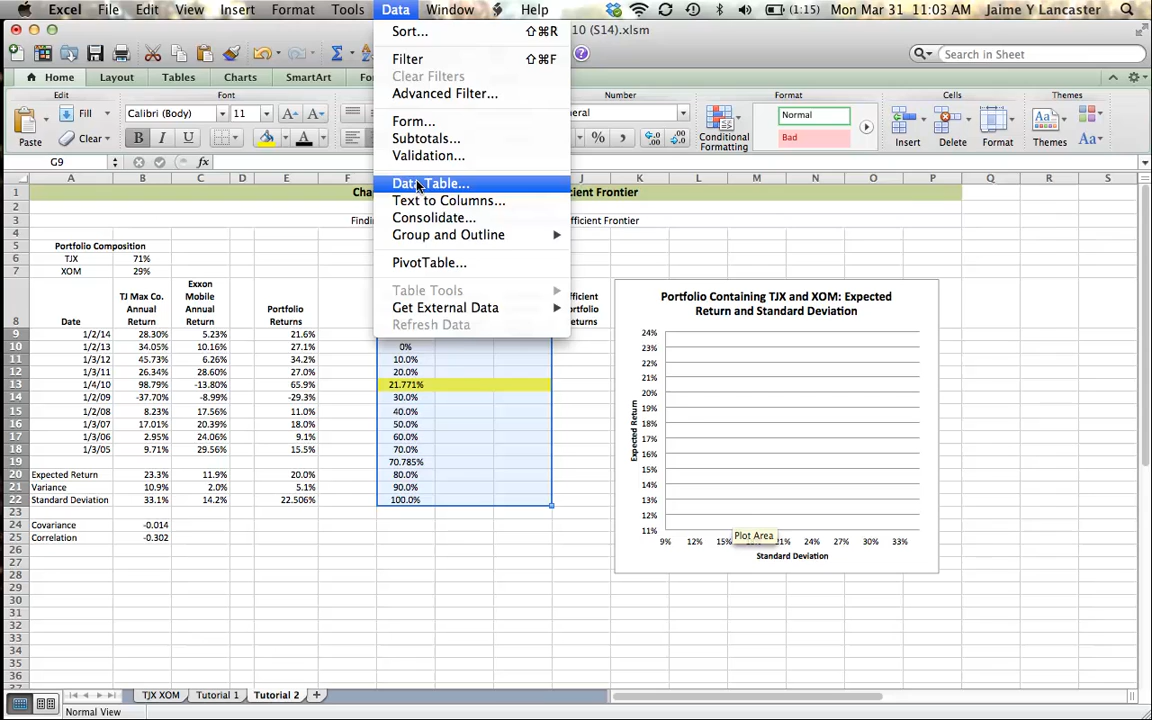 Excel File Edit View Insert Format Tools Data Window Help (1:15) Mon Mar 31 11:03 AM Jaime Y Lancaster
10 (S14).xlsm
Search in Sheet
Home Layout Tables Charts SmartArt
Edit Font Number Format Cells Themes
Fill Calibri (Body) 11 Normal
Paste Clear B I U A % Conditional Formatting Bad Insert Delete Format Themes Aa
G9 fx
Sort... ⇧⌘R
Filter ⇧⌘F
Clear Filters
Advanced Filter...
Form...
Subtotals...
Validation...
Data Table...
Text to Columns...
Consolidate...
Group and Outline
PivotTable...
Table Tools
Get External Data
Refresh Data
A B C D E J K L M N O P Q R S
1
2
3
4
5 Portfolio Composition
6 TJX 71%
7 XOM 29%
8 Date TJ Max Co. Annual Return Exxon Mobile Annual Return Portfolio Returns
9 1/2/14 28.30% 5.23% 21.6%
10 1/2/13 34.05% 10.16% 27.1% 0%
11 1/3/12 45.73% 6.26% 34.2% 10.0%
12 1/3/11 26.34% 28.60% 27.0% 20.0%
13 1/4/10 98.79% -13.80% 65.9% 21.771%
14 1/2/09 -37.70% -8.99% -29.3% 30.0%
15 1/2/08 8.23% 17.56% 11.0% 40.0%
16 1/3/07 17.01% 20.39% 18.0% 50.0%
17 1/3/06 2.95% 24.06% 9.1% 60.0%
18 1/3/05 9.71% 29.56% 15.5% 70.0%
19 70.785%
20 Expected Return 23.3% 11.9% 20.0% 80.0%
21 Variance 10.9% 2.0% 5.1% 90.0%
22 Standard Deviation 33.1% 14.2% 22.506% 100.0%
23
24 Covariance -0.014
25 Correlation -0.302
26
27
28
29
30
31
32
33
34
35
36
Portfolio Containing TJX and XOM: Expected
Return and Standard Deviation
24%
23%
22%
21%
20%
19%
18%
17%
16%
15%
14%
13%
12%
11%
Expected Return
9% 12% 15% 21% 24% 27% 30% 33%
Plot Area
Standard Deviation
TJX XOM Tutorial 1 Tutorial 2
Normal View